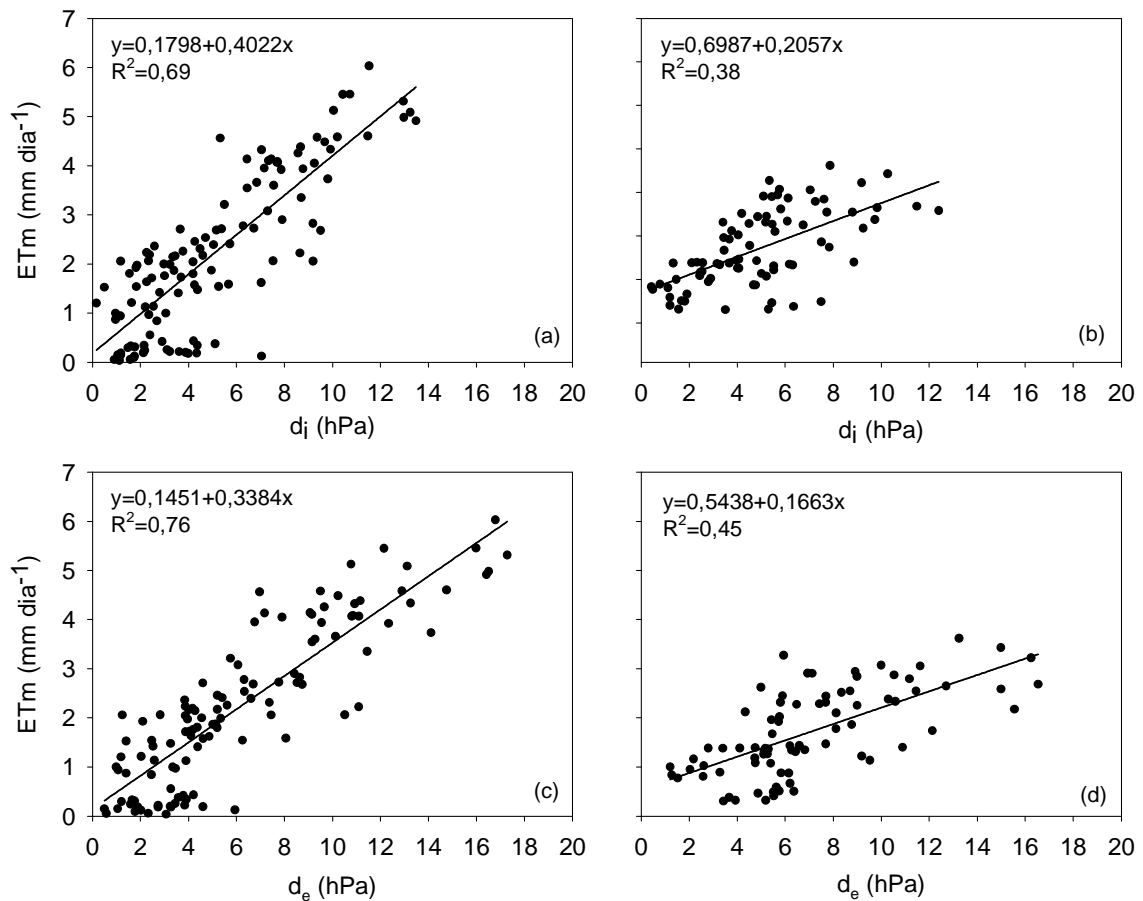 7
6
5
4
3
2
1
0
ETm (mm dia⁻¹)
y=0,1798+0,4022x
R²=0,69
(a)
0 2 4 6 8 10 12 14 16 18 20
dᵢ (hPa)
y=0,6987+0,2057x
R²=0,38
(b)
0 2 4 6 8 10 12 14 16 18 20
dᵢ (hPa)
7
6
5
4
3
2
1
0
ETm (mm dia⁻¹)
y=0,1451+0,3384x
R²=0,76
(c)
0 2 4 6 8 10 12 14 16 18 20
dₑ (hPa)
y=0,5438+0,1663x
R²=0,45
(d)
0 2 4 6 8 10 12 14 16 18 20
dₑ (hPa)